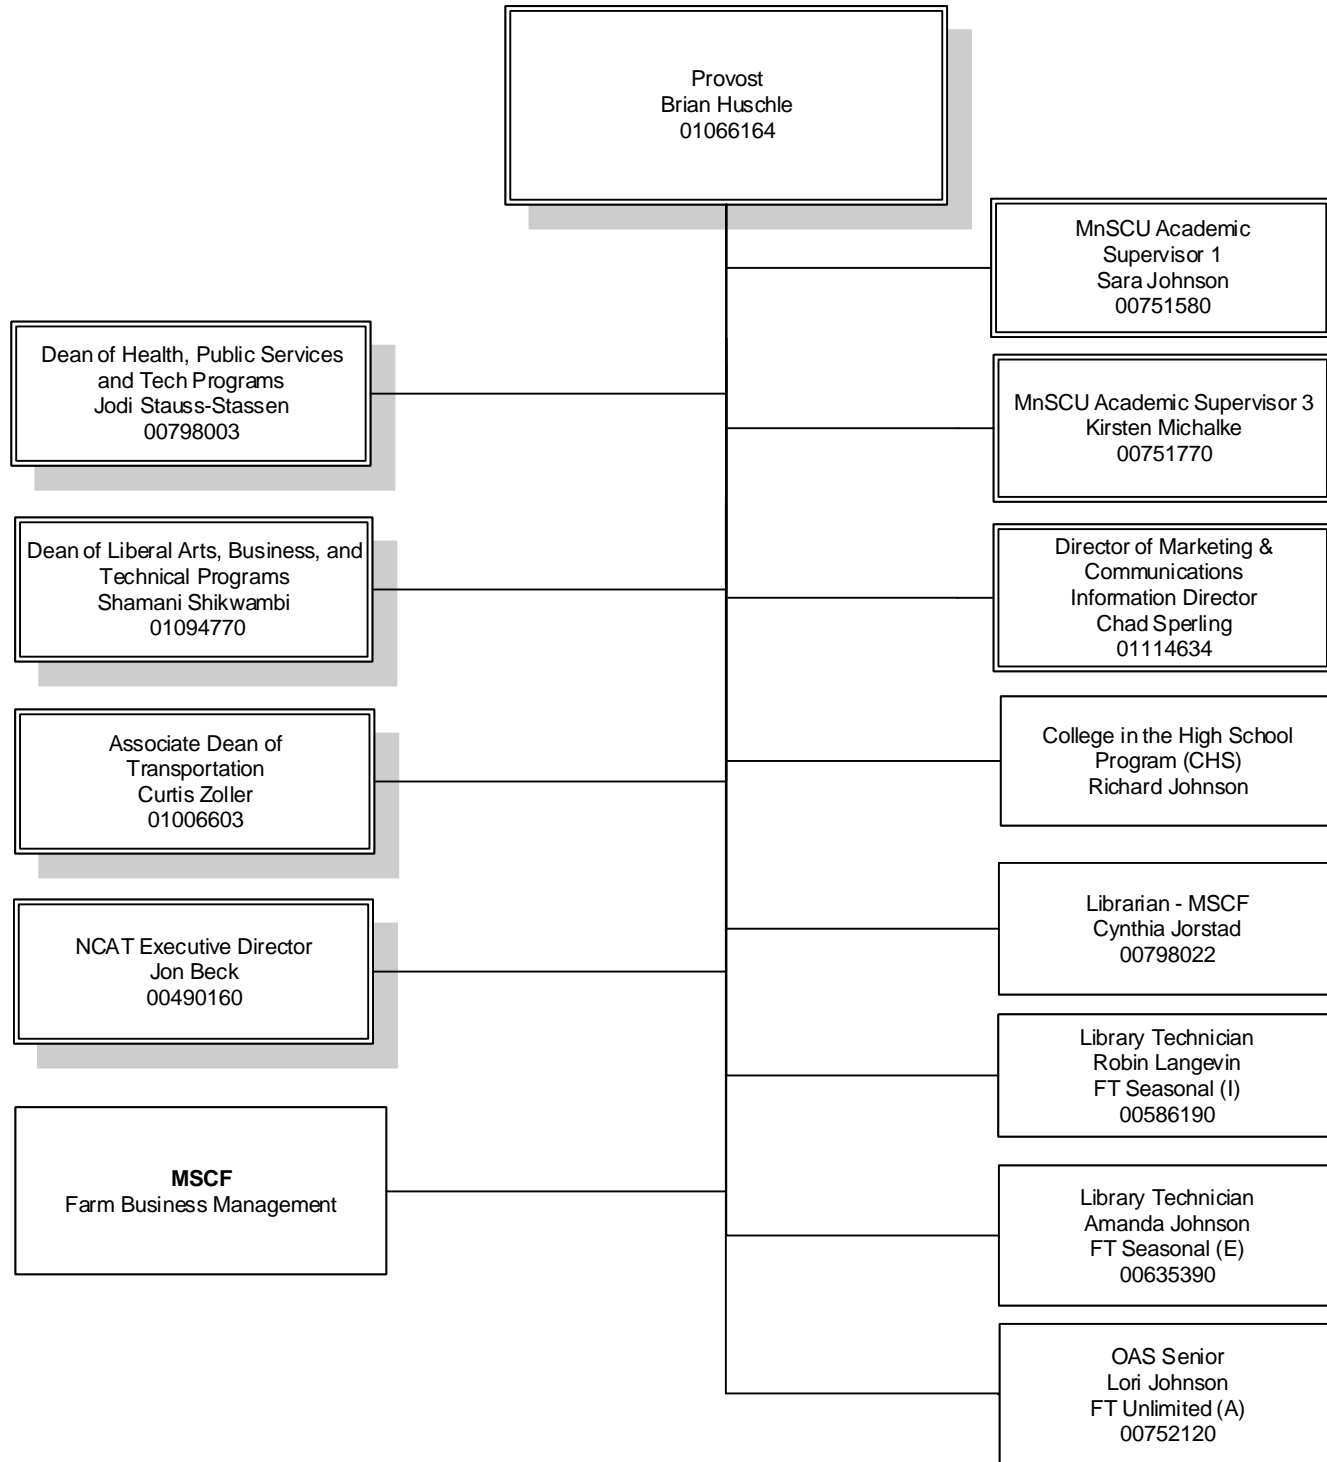 Provost
Brian Huschle
01066164
Dean of Health, Public Services
and Tech Programs
Jodi Stauss-Stassen
00798003
Dean of Liberal Arts, Business, and
Technical Programs
Shamani Shikwambi
01094770
Associate Dean of
Transportation
Curtis Zoller
01006603
NCAT Executive Director
Jon Beck
00490160
MSCF
Farm Business Management
MnSCU Academic
Supervisor 1
Sara Johnson
00751580
MnSCU Academic Supervisor 3
Kirsten Michalke
00751770
Director of Marketing &
Communications
Information Director
Chad Sperling
01114634
College in the High School
Program (CHS)
Richard Johnson
Librarian - MSCF
Cynthia Jorstad
00798022
Library Technician
Robin Langevin
FT Seasonal (I)
00586190
Library Technician
Amanda Johnson
FT Seasonal (E)
00635390
OAS Senior
Lori Johnson
FT Unlimited (A)
00752120